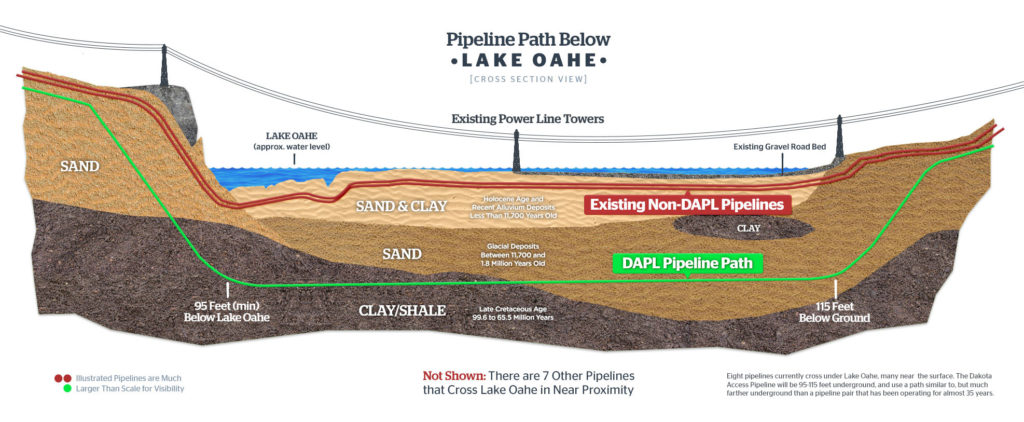 Pipeline Path Below
•LAKE OAHE•
[CROSS SECTION VIEW]
Existing Power Line Towers
LAKE OAHE
(approx. water level)
Existing Gravel Road Bed
SAND
SAND & CLAY
Holocene Age and
Recent Alluvium Deposits
Less Than 11,700 Years Old
Existing Non-DAPL Pipelines
CLAY
SAND
Glacial Deposits
Between 11,700 and
1.8 Million Years Old
DAPL Pipeline Path
95 Feet (min)
Below Lake Oahe
CLAY/SHALE
Late Cretaceous Age
99.6 to 65.5 Million Years
115 Feet
Below Ground
Illustrated Pipelines are Much
Larger Than Scale for Visibility
Not Shown: There are 7 Other Pipelines
that Cross Lake Oahe in Near Proximity
Eight pipelines currently cross under Lake Oahe, many near the surface. The Dakota
Access Pipeline will be 95-115 feet underground, and use a path similar to, but much
farther underground than a pipeline pair that has been operating for almost 35 years.